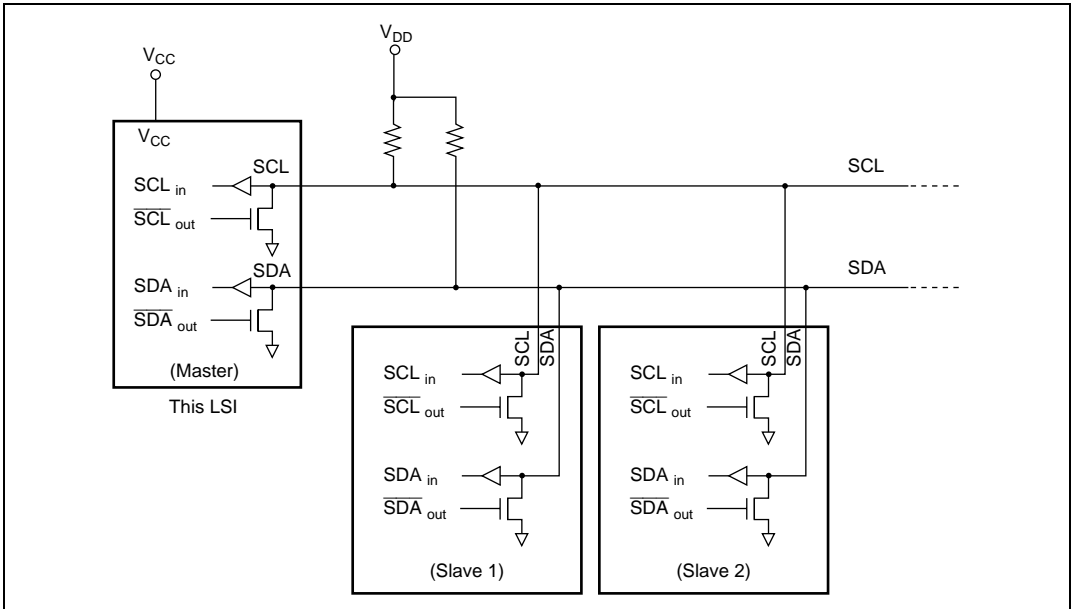 VDD
VCC
VCC
SCL
SCL in
SCL out
SDA
SDA in
SDA out
(Master)
This LSI
SCL
SDA
SCL
SDA
SCL in
SCL out
SDA in
SDA out
(Slave 1)
SCL
SDA
SCL in
SCL out
SDA in
SDA out
(Slave 2)